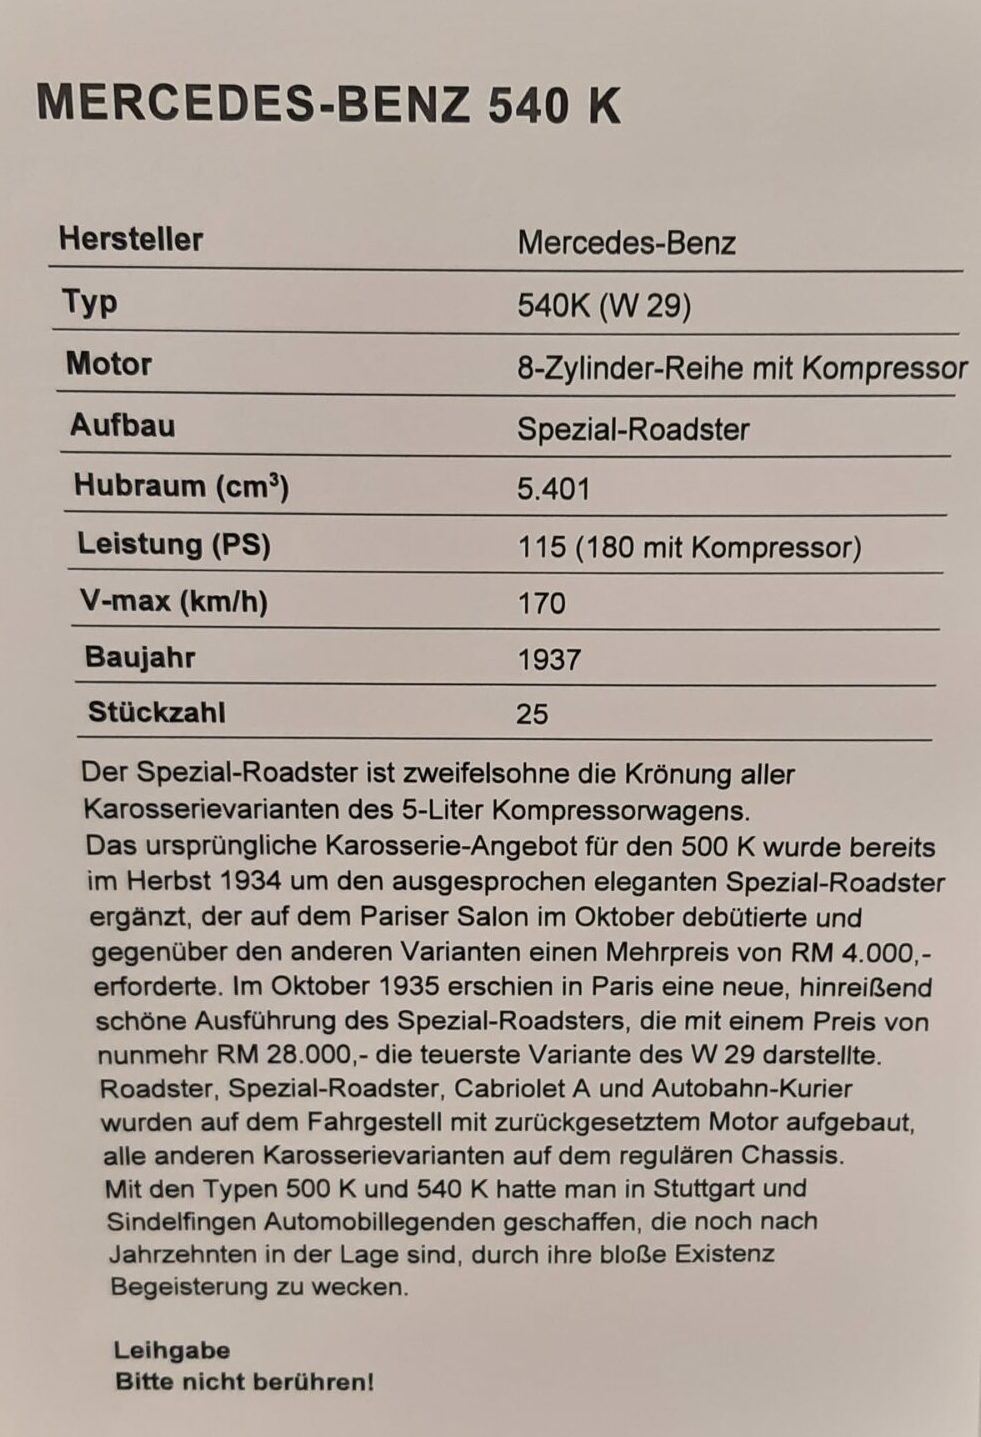 MERCEDES-BENZ 540 K
Hersteller Mercedes-Benz
Typ 540K (W 29)
Motor 8-Zylinder-Reihe mit Kompressor
Aufbau Spezial-Roadster
Hubraum (cm³) 5.401
Leistung (PS) 115 (180 mit Kompressor)
V-max (km/h) 170
Baujahr 1937
Stückzahl 25
Der Spezial-Roadster ist zweifelsohne die Krönung aller
Karosserievarianten des 5-Liter Kompressorwagens.
Das ursprüngliche Karosserie-Angebot für den 500 K wurde bereits
im Herbst 1934 um den ausgesprochen eleganten Spezial-Roadster
ergänzt, der auf dem Pariser Salon im Oktober debütierte und
gegenüber den anderen Varianten einen Mehrpreis von RM 4.000,-
erforderte. Im Oktober 1935 erschien in Paris eine neue, hinreißend
schöne Ausführung des Spezial-Roadsters, die mit einem Preis von
nunmehr RM 28.000,- die teuerste Variante des W 29 darstellte.
Roadster, Spezial-Roadster, Cabriolet A und Autobahn-Kurier
wurden auf dem Fahrgestell mit zurückgesetztem Motor aufgebaut,
alle anderen Karosserievarianten auf dem regulären Chassis.
Mit den Typen 500 K und 540 K hatte man in Stuttgart und
Sindelfingen Automobillegenden geschaffen, die noch nach
Jahrzehnten in der Lage sind, durch ihre bloße Existenz
Begeisterung zu wecken.
Leihgabe
Bitte nicht berühren!